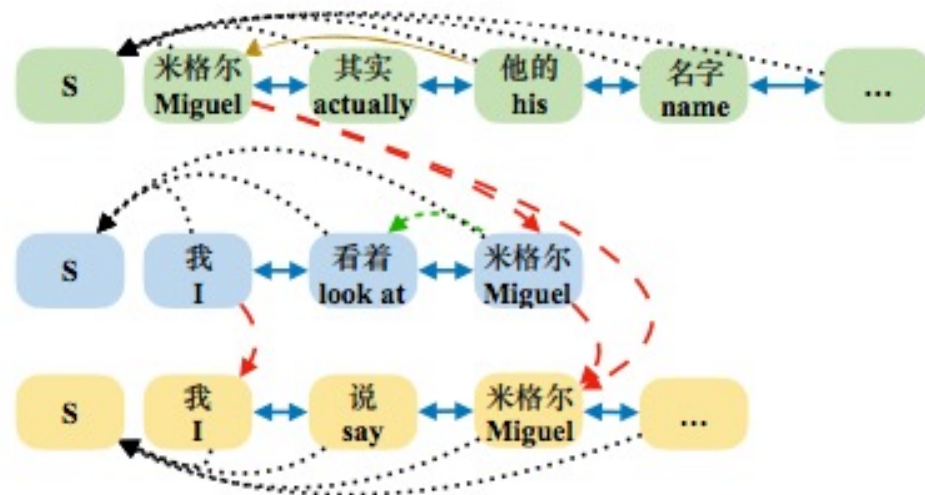 S 米格尔 其实 他的 名字 ...
Miguel actually his name
S 我 看着 米格尔
I look at Miguel
S 我 说 米格尔 ...
I say Miguel